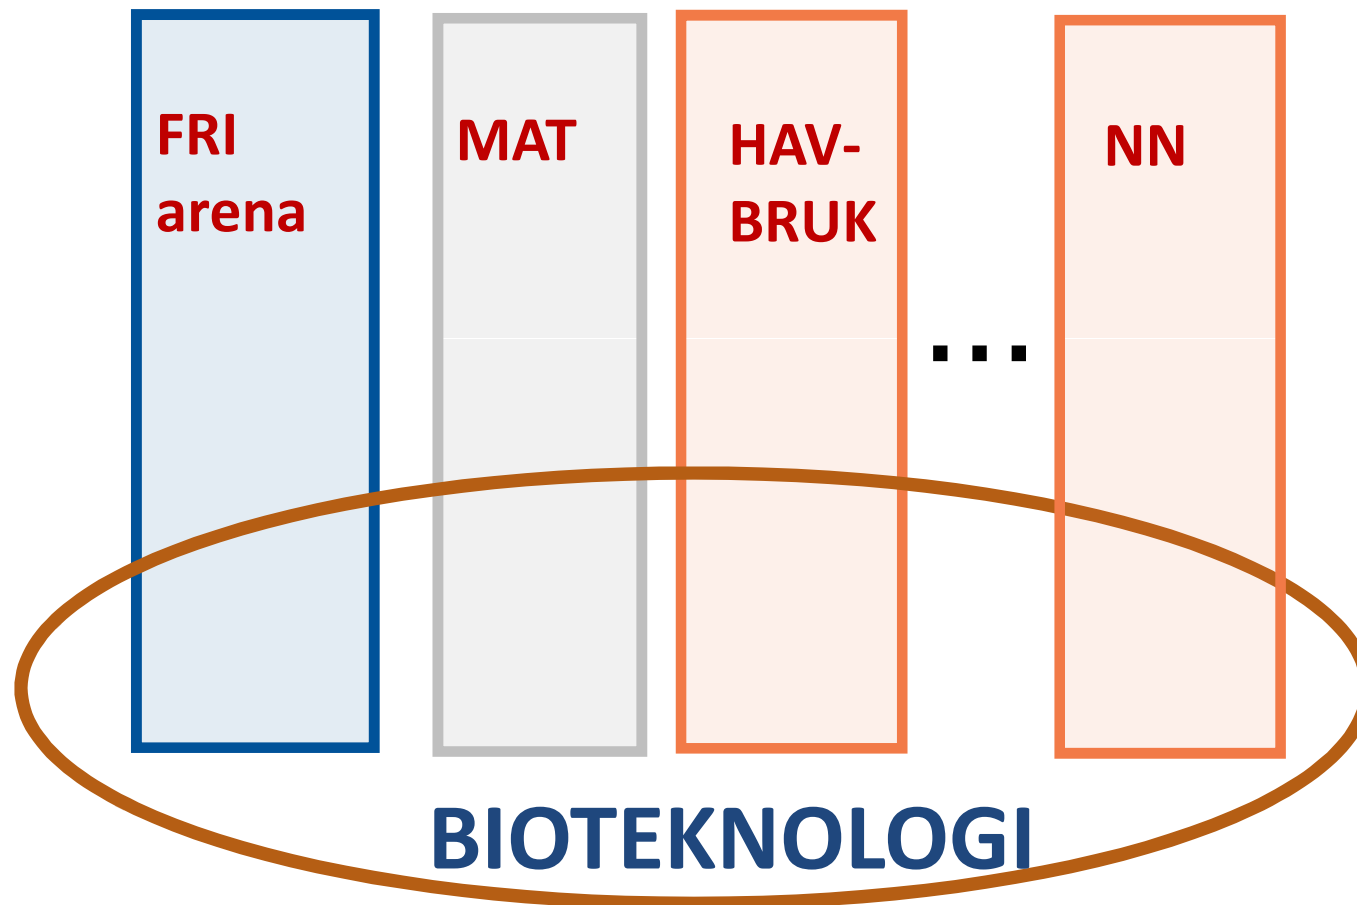 FRI
arena
MAT
HAV-
BRUK
NN
...
BIOTEKNOLOGI